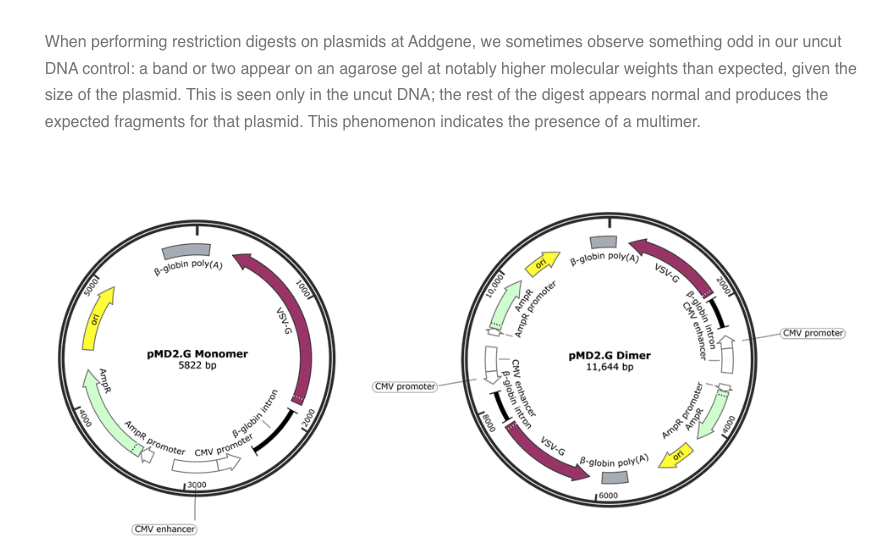 When performing restriction digests on plasmids at Addgene, we sometimes observe something odd in our uncut
DNA control: a band or two appear on an agarose gel at notably higher molecular weights than expected, given the
size of the plasmid. This is seen only in the uncut DNA; the rest of the digest appears normal and produces the
expected fragments for that plasmid. This phenomenon indicates the presence of a multimer.
β-globin poly(A)
1000
VSV-G
2000
β-globin intron
CMV promoter
3000
CMV enhancer
AmpR promoter
AmpR
4000
ori
5000
pMD2.G Monomer
5822 bp
β-globin poly(A)
VSV-G
2000
β-globin intron
CMV enhancer
CMV promoter
AmpR promoter
AmpR
4000
ori
β-globin poly(A)
6000
VSV-G
8000
β-globin intron
CMV enhancer
CMV promoter
AmpR promoter
AmpR
10,000
ori
pMD2.G Dimer
11,644 bp